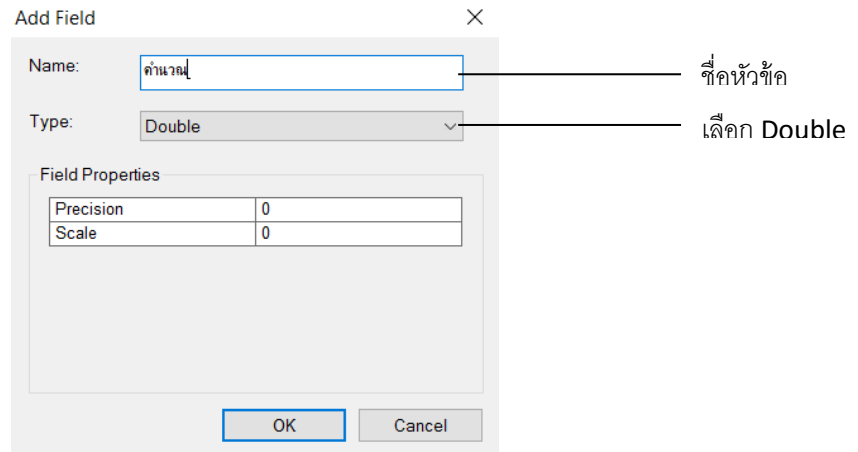 Add Field
Name:
คำนวณ
ชื่อหัวข้อ
Type:
Double
เลือก Double
Field Properties
Precision 0
Scale 0
OK
Cancel